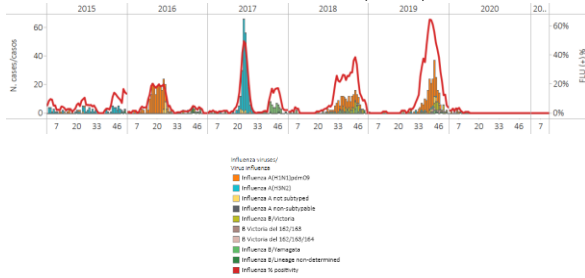 2015 2016 2017 2018 2019 2020 20..
60
40
20
0
60%
40%
20%
0%
N. cases/casos
FLU (+)%
7 20 33 46 7 20 33 46 7 20 33 46 7 20 33 46 7 20 33 46 7 20 33 46 7
Influenza viruses/
Virus influenza
Influenza A(H1N1)pdm09
Influenza A(H3N2)
Influenza A not subtyped
Influenza A non-subtypable
Influenza B/Victoria
B Victoria del 162/163
B Victoria del 162/163/164
Influenza B/Yamagata
Influenza B/Lineage non-determined
Influenza % positivity